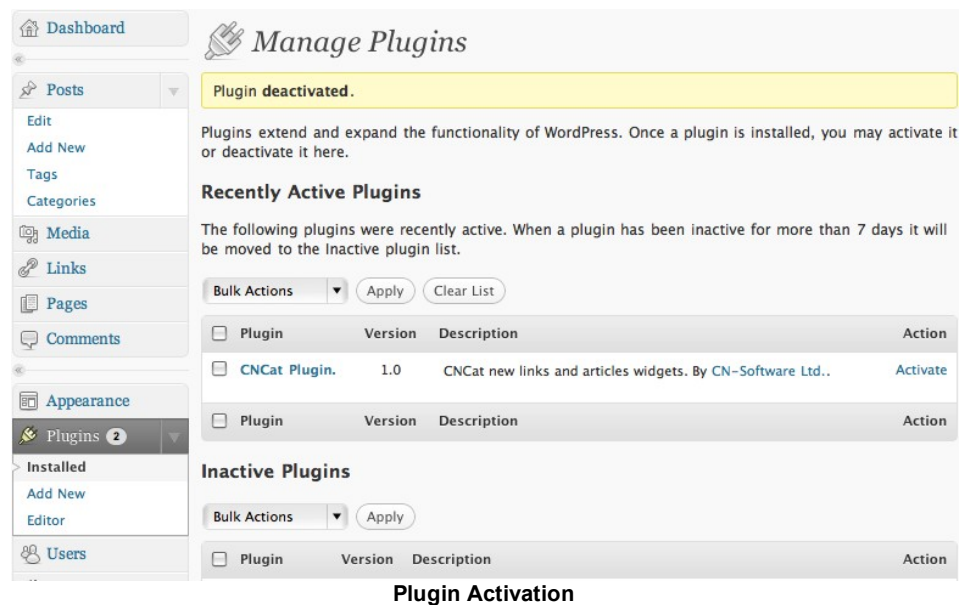 Dashboard
Posts
Edit
Add New
Tags
Categories
Media
Links
Pages
Comments
Appearance
Plugins 2
Installed
Add New
Editor
Users
Manage Plugins
Plugin deactivated.
Plugins extend and expand the functionality of WordPress. Once a plugin is installed, you may activate it
or deactivate it here.
Recently Active Plugins
The following plugins were recently active. When a plugin has been inactive for more than 7 days it will
be moved to the Inactive plugin list.
Bulk Actions Apply Clear List
Plugin Version Description Action
CNCat Plugin. 1.0 CNCat new links and articles widgets. By CN-Software Ltd.. Activate
Plugin Version Description Action
Inactive Plugins
Bulk Actions Apply
Plugin Version Description Action
Plugin Activation